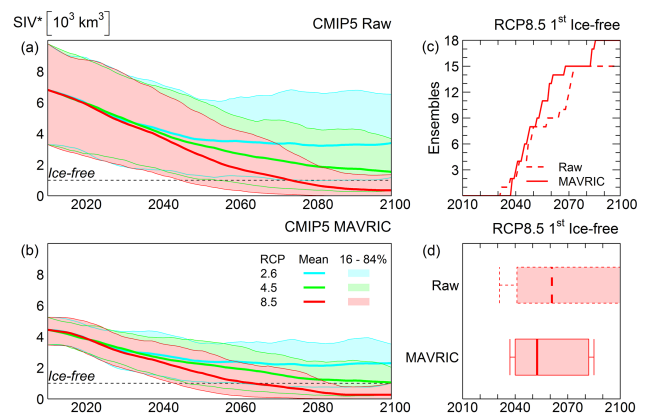 SIV* [10³ km³]
CMIP5 Raw
(a)
8
6
4
2
0
Ice-free
2020 2040 2060 2080 2100
CMIP5 MAVRIC
(b)
8
6
4
2
0
RCP Mean 16 - 84%
2.6
4.5
8.5
Ice-free
2020 2040 2060 2080 2100
RCP8.5 1st Ice-free
(c)
Ensembles
18
15
12
9
6
3
Raw
MAVRIC
2010 2040 2070 2100
RCP8.5 1st Ice-free
(d)
Raw
MAVRIC
2010 2040 2070 2100